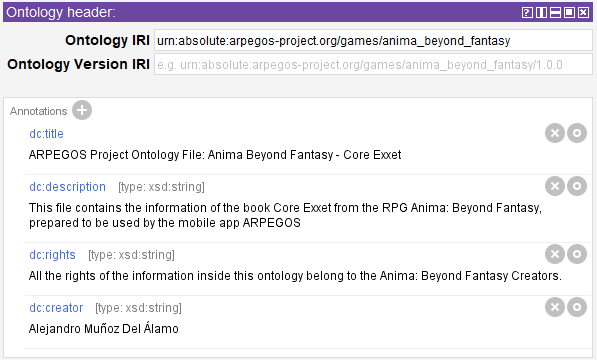 Ontology header:
Ontology IRI urn:absolute:arpegos-project.org/games/anima_beyond_fantasy
Ontology Version IRI e.g. urn:absolute:arpegos-project.org/games/anima_beyond_fantasy/1.0.0
Annotations
dc:title
ARPEGOS Project Ontology File: Anima Beyond Fantasy - Core Exxet
dc:description [type: xsd:string]
This file contains the information of the book Core Exxet from the RPG Anima: Beyond Fantasy,
prepared to be used by the mobile app ARPEGOS
dc:rights [type: xsd:string]
All the rights of the information inside this ontology belong to the Anima: Beyond Fantasy Creators.
dc:creator [type: xsd:string]
Alejandro Muñoz Del Álamo